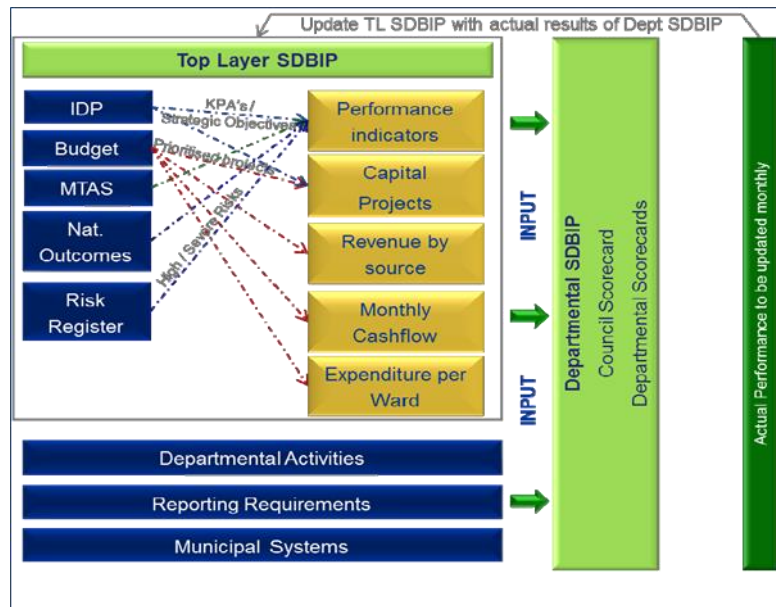 Update TL SDBIP with actual results of Dept SDBIP
Top Layer SDBIP
IDP
Budget
MTAS
Nat.
Outcomes
Risk
Register
KPA's /
Strategic Objectives
Prioritised projects
High / Severe Risks
Performance
indicators
Capital
Projects
Revenue by
source
Monthly
Cashflow
Expenditure per
Ward
INPUT
INPUT
Departmental SDBIP
Council Scorecard
Departmental Scorecards
Actual Performance to be updated monthly
Departmental Activities
Reporting Requirements
Municipal Systems